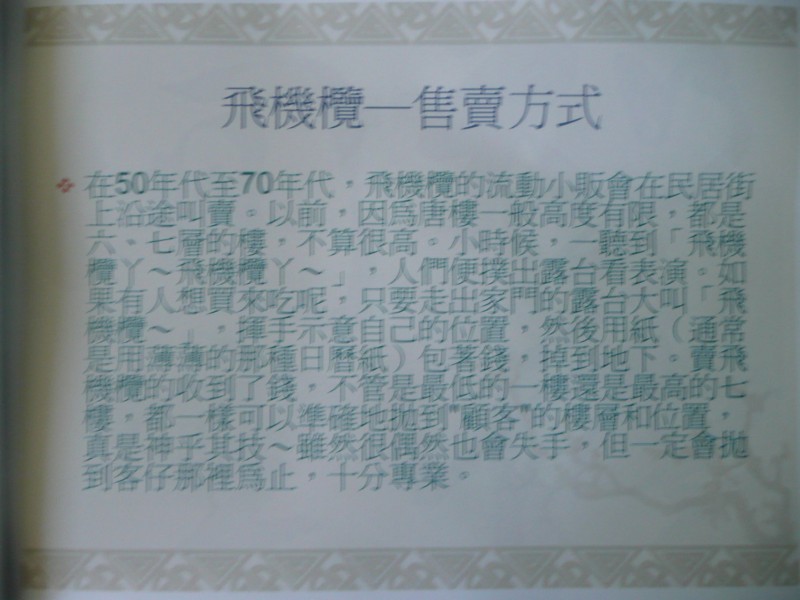 飛機欖—售賣方式
在50年代至70年代，飛機欖的流動小販會在民居街
上沿途叫賣。以前，因為唐樓一般高度有限，都是
六、七層的樓，不算很高。小時候，一聽到「飛機
欖丫～飛機欖丫～」，人們便撲出露台看表演。如
果有人想買來吃呢，只要走出家門的露台大叫「飛
機欖～」，揮手示意自己的位置，然後用紙（通常
是用薄薄的那種日曆紙）包著錢，掉到地下。賣飛
機欖的收到了錢，不管是最低的一樓還是最高的七
樓，都一樣可以準確地拋到"顧客"的樓層和位置，
真是神乎其技～雖然很偶然也會失手，但一定會拋
到客仔那裡為止，十分專業。